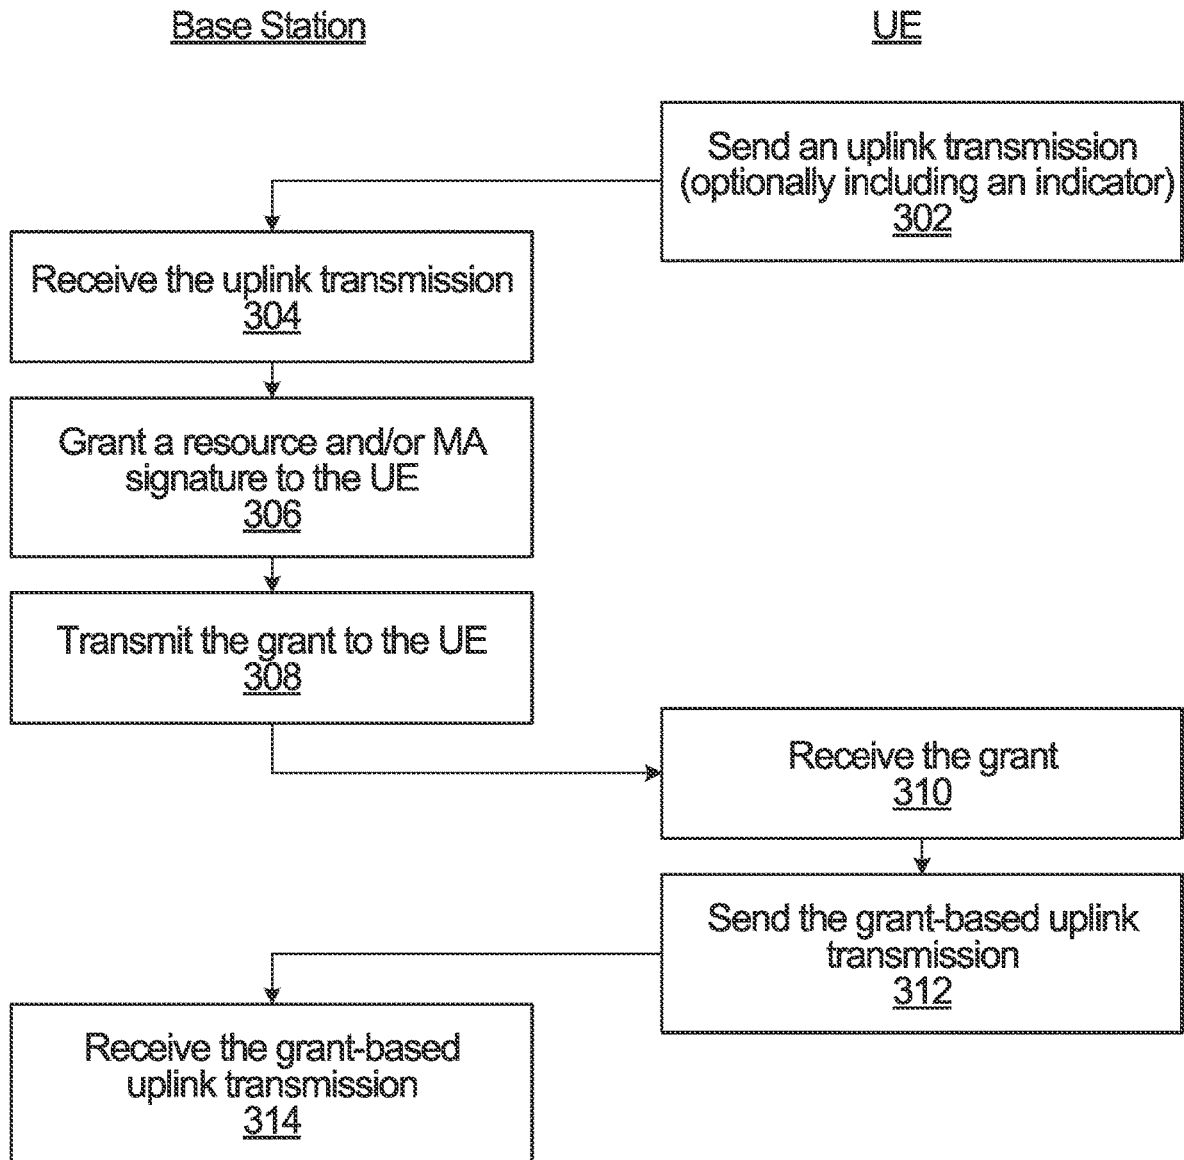 Base Station
UE
Send an uplink transmission
(optionally including an indicator)
302
Receive the uplink transmission
304
Grant a resource and/or MA
signature to the UE
306
Transmit the grant to the UE
308
Receive the grant
310
Send the grant-based uplink
transmission
312
Receive the grant-based
uplink transmission
314